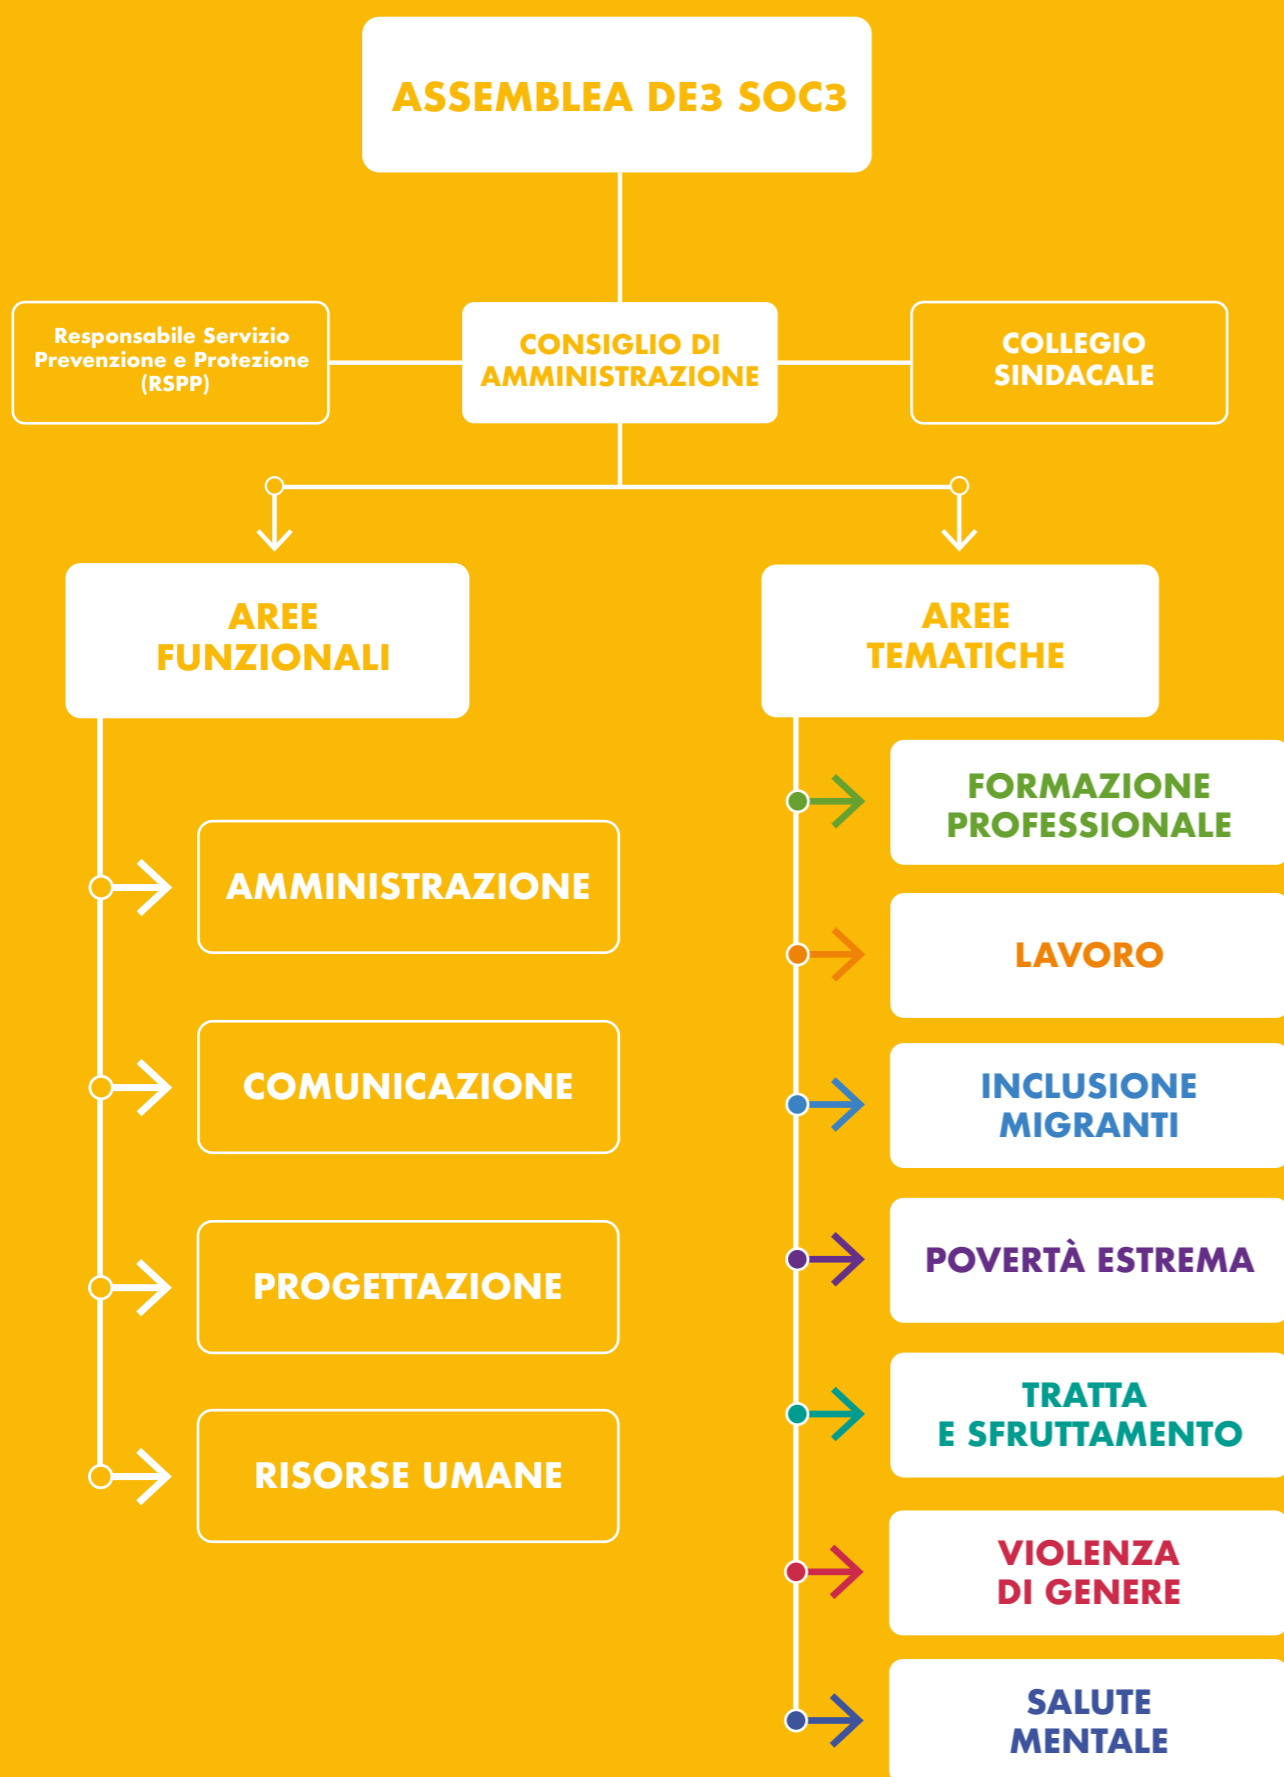 ASSEMBLEA DE3 SOC3
Responsabile Servizio
Prevenzione e Protezione
(RSPP)
CONSIGLIO DI
AMMINISTRAZIONE
COLLEGIO
SINDACALE
AREE
FUNZIONALI
AMMINISTRAZIONE
COMUNICAZIONE
PROGETTAZIONE
RISORSE UMANE
AREE
TEMATICHE
FORMAZIONE
PROFESSIONALE
LAVORO
INCLUSIONE
MIGRANTI
POVERTÀ ESTREMA
TRATTA
E SFRUTTAMENTO
VIOLENZA
DI GENERE
SALUTE
MENTALE